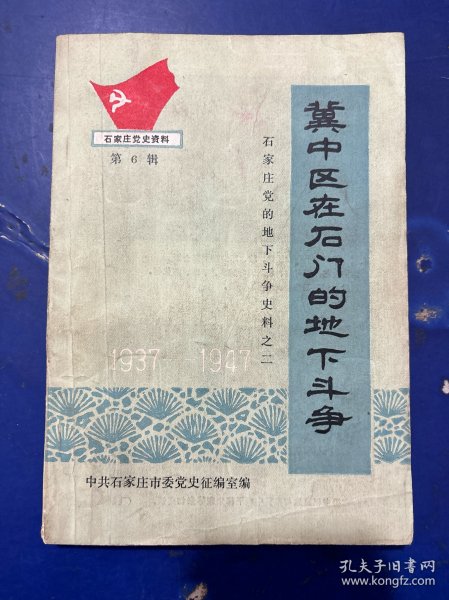 石家庄党史资料
第6辑
冀中区在石门的地下斗争
石家庄党的地下斗争史料之二
1937—1947
中共石家庄市委党史征编室编
孔夫子旧书网
www.kongfz.com